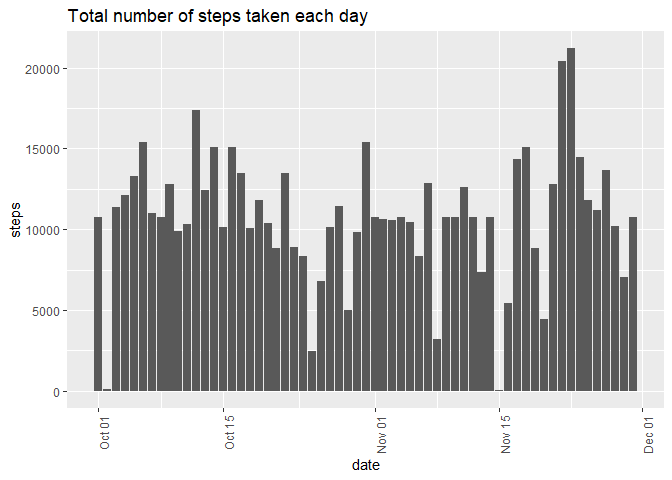 Total number of steps taken each day
20000
15000
10000
5000
0
steps
Oct 01
Oct 15
Nov 01
Nov 15
Dec 01
date